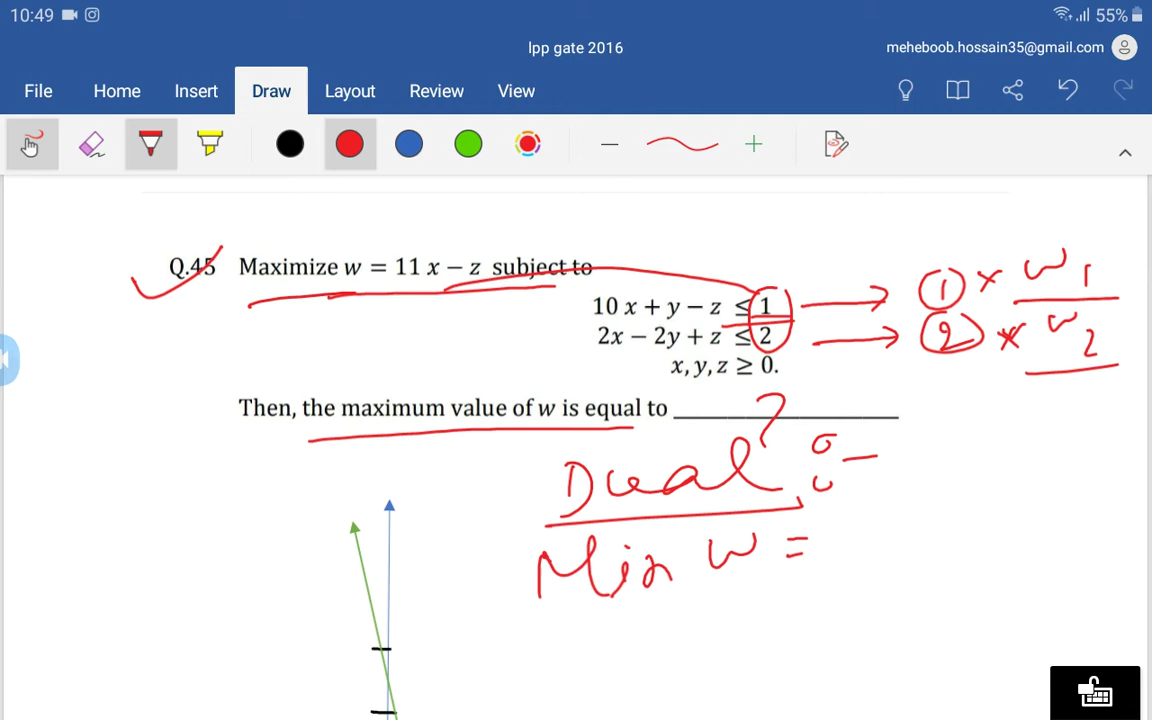 10:49 55%
lpp gate 2016
meheboob.hossain35@gmail.com
File Home Insert Draw Layout Review View
Q.45 Maximize w = 11 x − z subject to
10 x + y − z ≤ 1 → ① × w1
2x − 2y + z ≤ 2 → ② × w2
x, y, z ≥ 0.
Then, the maximum value of w is equal to ____________ ?
Dual :−
Min w =